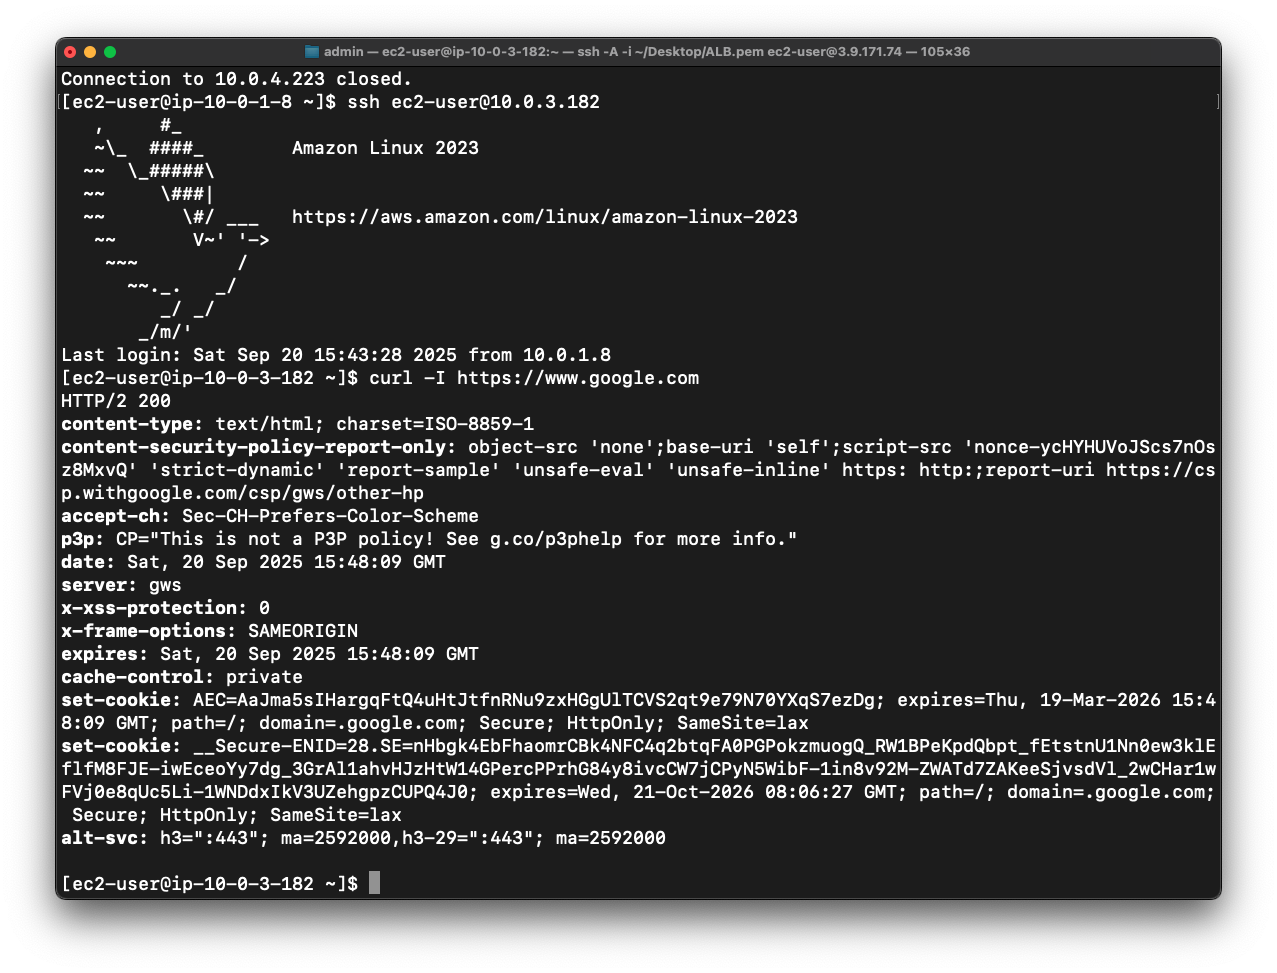 admin — ec2-user@ip-10-0-3-182:~ — ssh -A -i ~/Desktop/ALB.pem ec2-user@3.9.171.74 — 105×36
Connection to 10.0.4.223 closed.
[ec2-user@ip-10-0-1-8 ~]$ ssh ec2-user@10.0.3.182
   ,     #_
   ~\_  ####_        Amazon Linux 2023
  ~~  \_#####\
  ~~     \###|
  ~~       \#/ ___   https://aws.amazon.com/linux/amazon-linux-2023
   ~~       V~' '->
    ~~~         /
      ~~._.   _/
         _/ _/
       _/m/'
Last login: Sat Sep 20 15:43:28 2025 from 10.0.1.8
[ec2-user@ip-10-0-3-182 ~]$ curl -I https://www.google.com
HTTP/2 200
content-type: text/html; charset=ISO-8859-1
content-security-policy-report-only: object-src 'none';base-uri 'self';script-src 'nonce-ycHYHUVoJScs7nOs
z8MxvQ' 'strict-dynamic' 'report-sample' 'unsafe-eval' 'unsafe-inline' https: http:;report-uri https://cs
p.withgoogle.com/csp/gws/other-hp
accept-ch: Sec-CH-Prefers-Color-Scheme
p3p: CP="This is not a P3P policy! See g.co/p3phelp for more info."
date: Sat, 20 Sep 2025 15:48:09 GMT
server: gws
x-xss-protection: 0
x-frame-options: SAMEORIGIN
expires: Sat, 20 Sep 2025 15:48:09 GMT
cache-control: private
set-cookie: AEC=AaJma5sIHargqFtQ4uHtJtfnRNu9zxHGgUlTCVS2qt9e79N70YXqS7ezDg; expires=Thu, 19-Mar-2026 15:4
8:09 GMT; path=/; domain=.google.com; Secure; HttpOnly; SameSite=lax
set-cookie: __Secure-ENID=28.SE=nHbgk4EbFhaomrCBk4NFC4q2btqFA0PGPokzmuogQ_RW1BPeKpdQbpt_fEtstnU1Nn0ew3klE
flfM8FJE-iwEceoYy7dg_3GrAl1ahvHJzHtW14GPercPPrhG84y8ivcCW7jCPyN5WibF-1in8v92M-ZWATd7ZAKeeSjvsdVl_2wCHar1w
FVj0e8qUc5Li-1WNDdxIkV3UZehgpzCUPQ4J0; expires=Wed, 21-Oct-2026 08:06:27 GMT; path=/; domain=.google.com;
 Secure; HttpOnly; SameSite=lax
alt-svc: h3=":443"; ma=2592000,h3-29=":443"; ma=2592000
[ec2-user@ip-10-0-3-182 ~]$